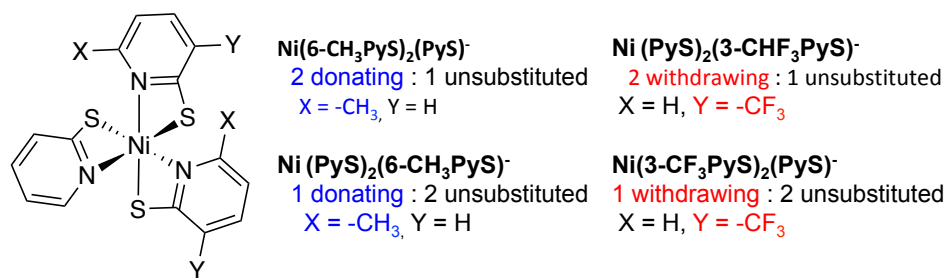 X
Y
N
S
S
X
Ni
N
N
S
Y
Ni(6-CH₃PyS)₂(PyS)⁻
2 donating : 1 unsubstituted
X = -CH₃, Y = H
Ni (PyS)₂(6-CH₃PyS)⁻
1 donating : 2 unsubstituted
X = -CH₃, Y = H
Ni (PyS)₂(3-CHF₃PyS)⁻
2 withdrawing : 1 unsubstituted
X = H, Y = -CF₃
Ni(3-CF₃PyS)₂(PyS)⁻
1 withdrawing : 2 unsubstituted
X = H, Y = -CF₃